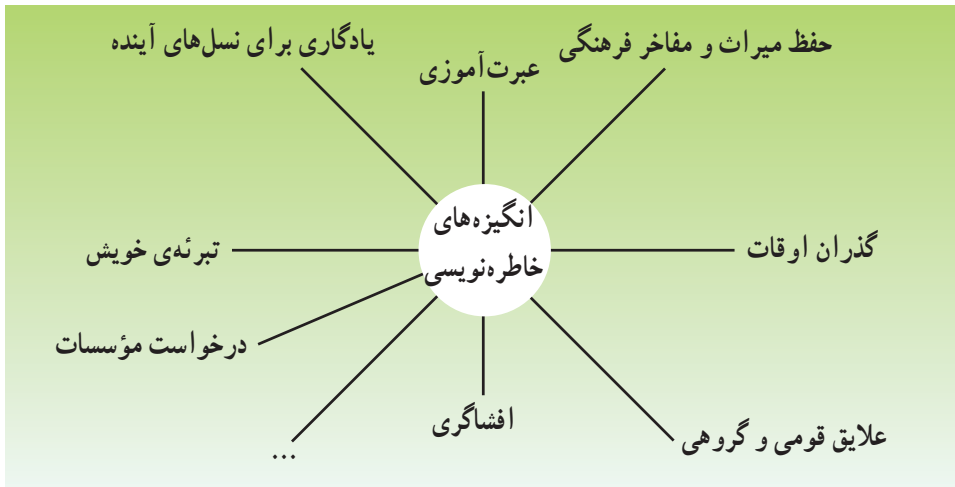 حفظ میراث و مفاخر فرهنگی
عبرت‌آموزی
یادگاری برای نسل‌های آینده
انگیزه‌های
خاطره‌نویسی
گذران اوقات
تبرئه‌ی خویش
درخواست مؤسسات
علایق قومی و گروهی
افشاگری
...